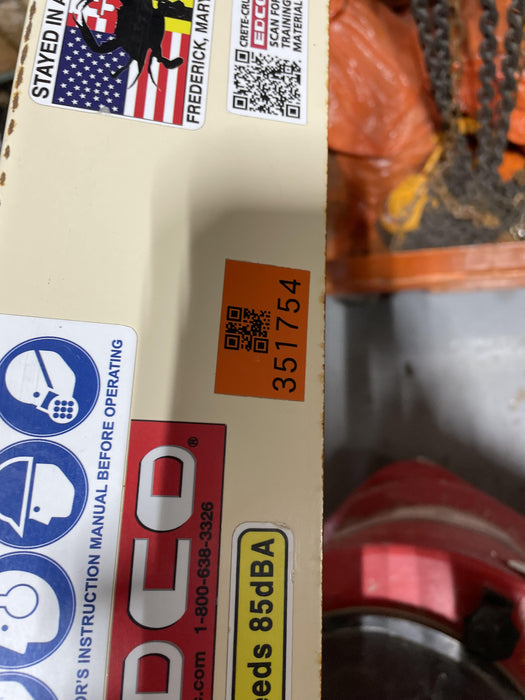 STAYED IN A
FREDERICK, MARY
CRETE-CRU
EDCO
SCAN FOR
TRAINING
MATERIAL
351754
R'S INSTRUCTION MANUAL BEFORE OPERATING
DCO®
.com 1-800-638-3326
eds 85dBA